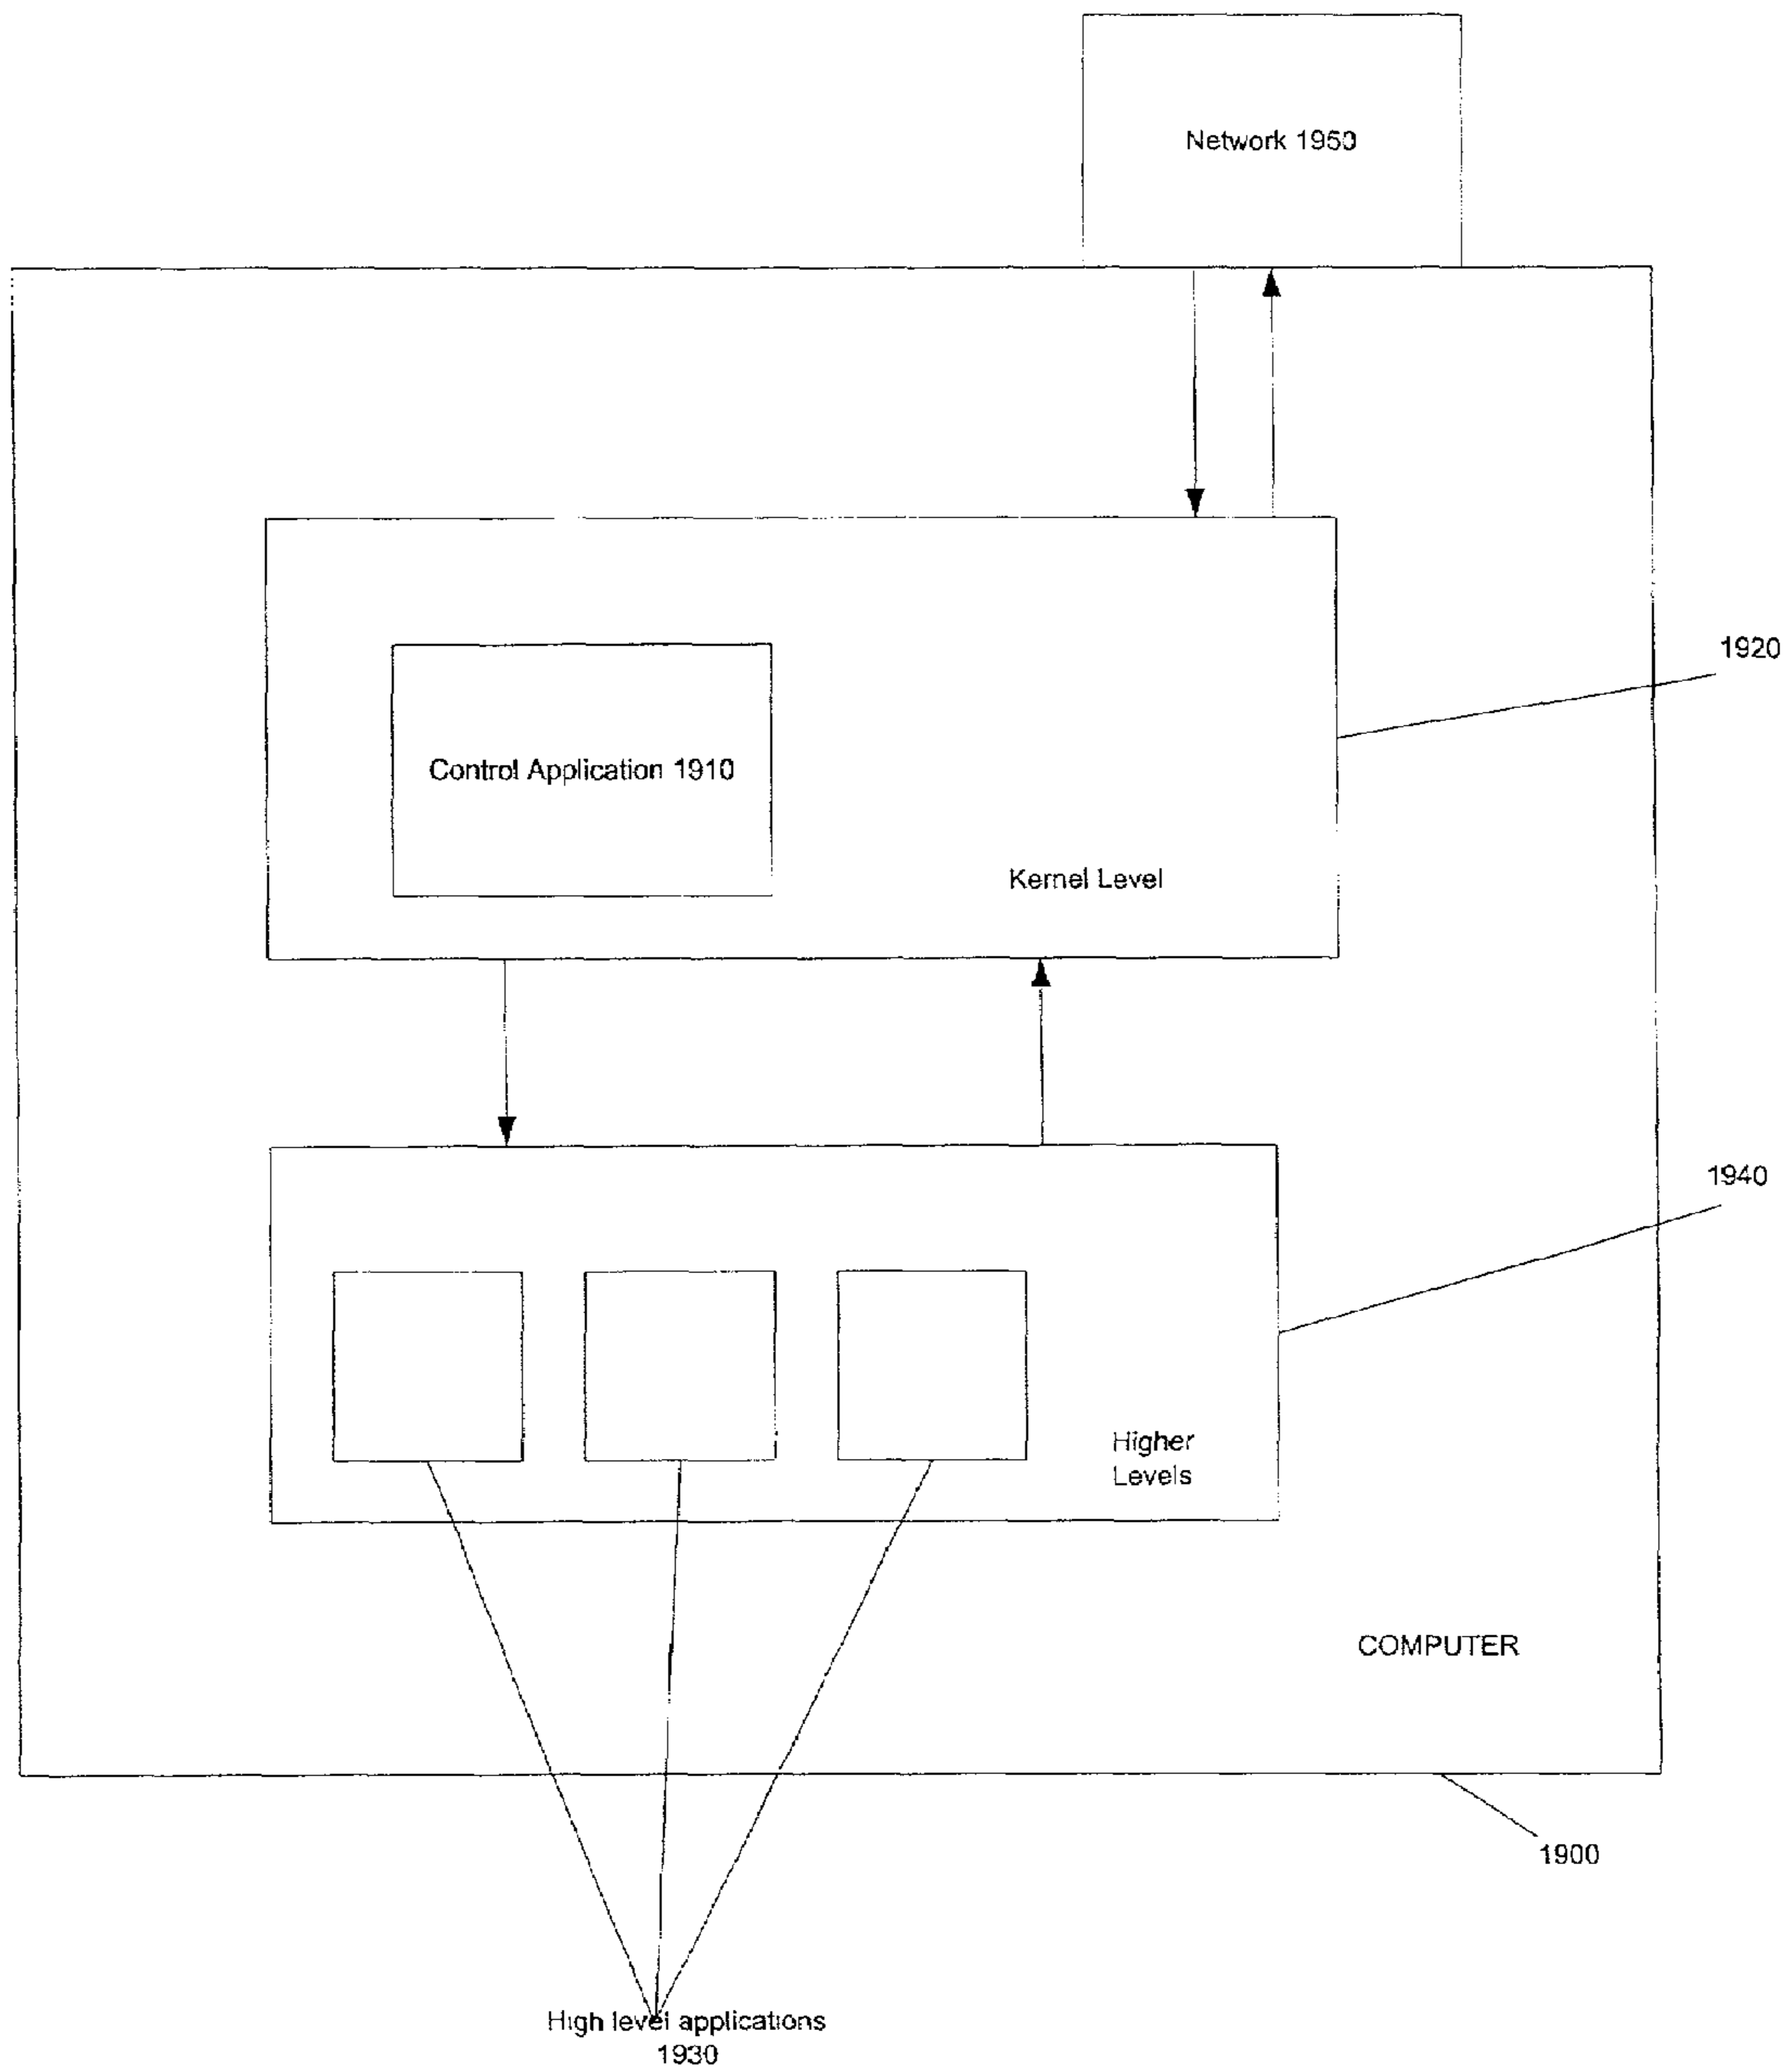 Network 1950
1920
Control Application 1910
Kernel Level
1940
Higher
Levels
COMPUTER
1900
High level applications
1930